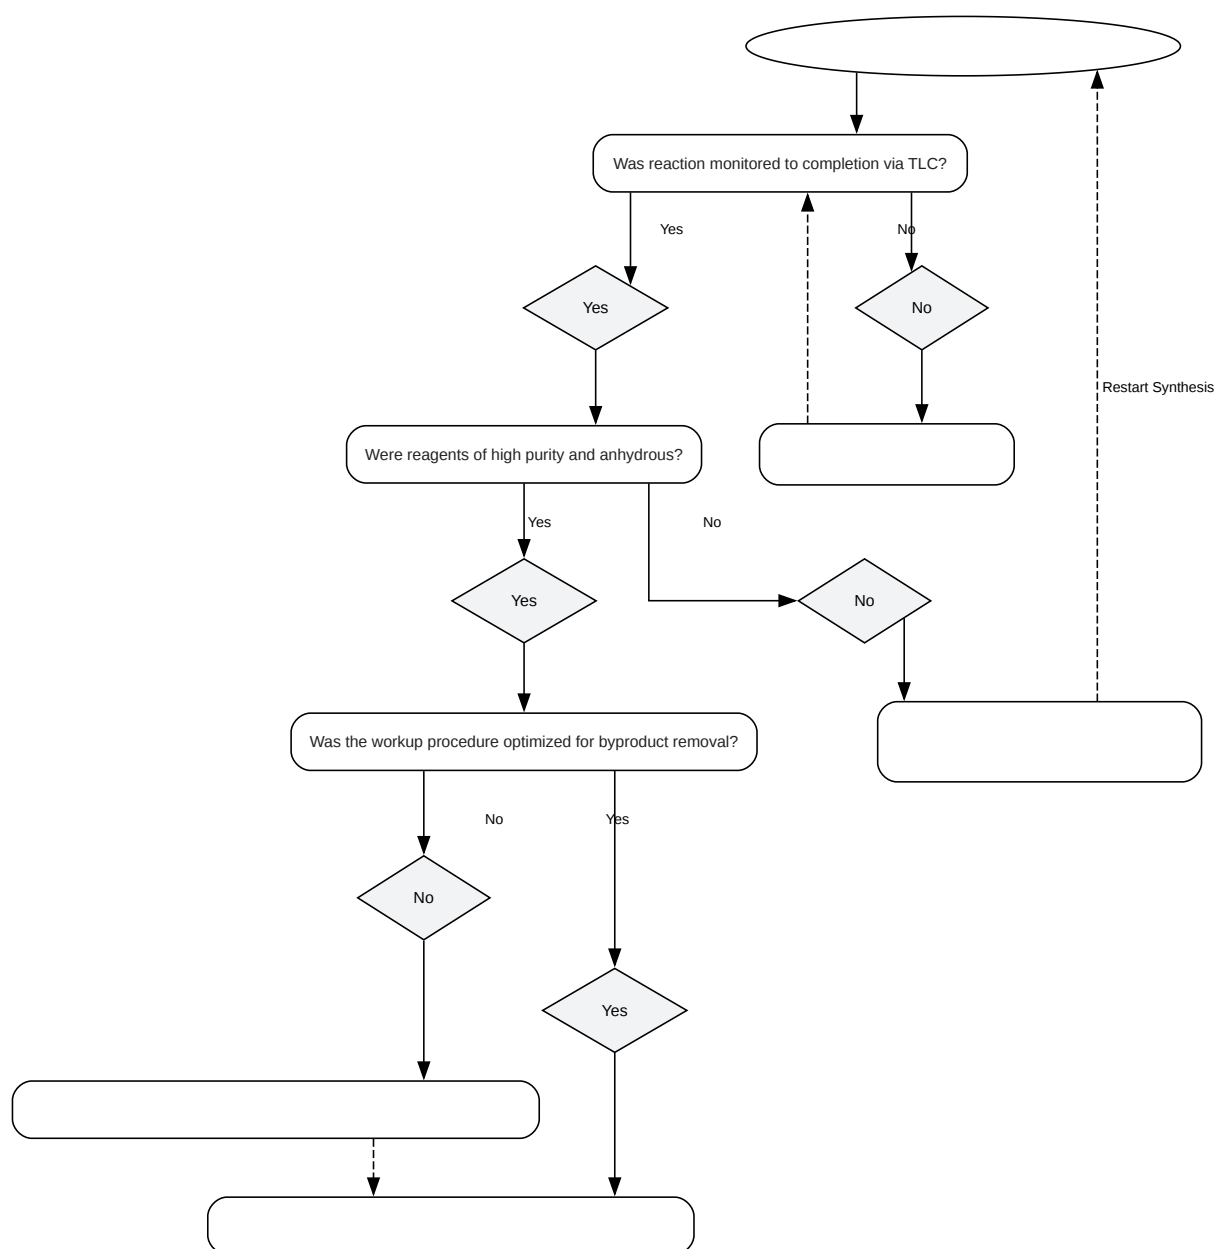 Was reaction monitored to completion via TLC?
Yes
No
Yes
No
Restart Synthesis
Were reagents of high purity and anhydrous?
Yes
No
Yes
No
Was the workup procedure optimized for byproduct removal?
No
Yes
No
Yes